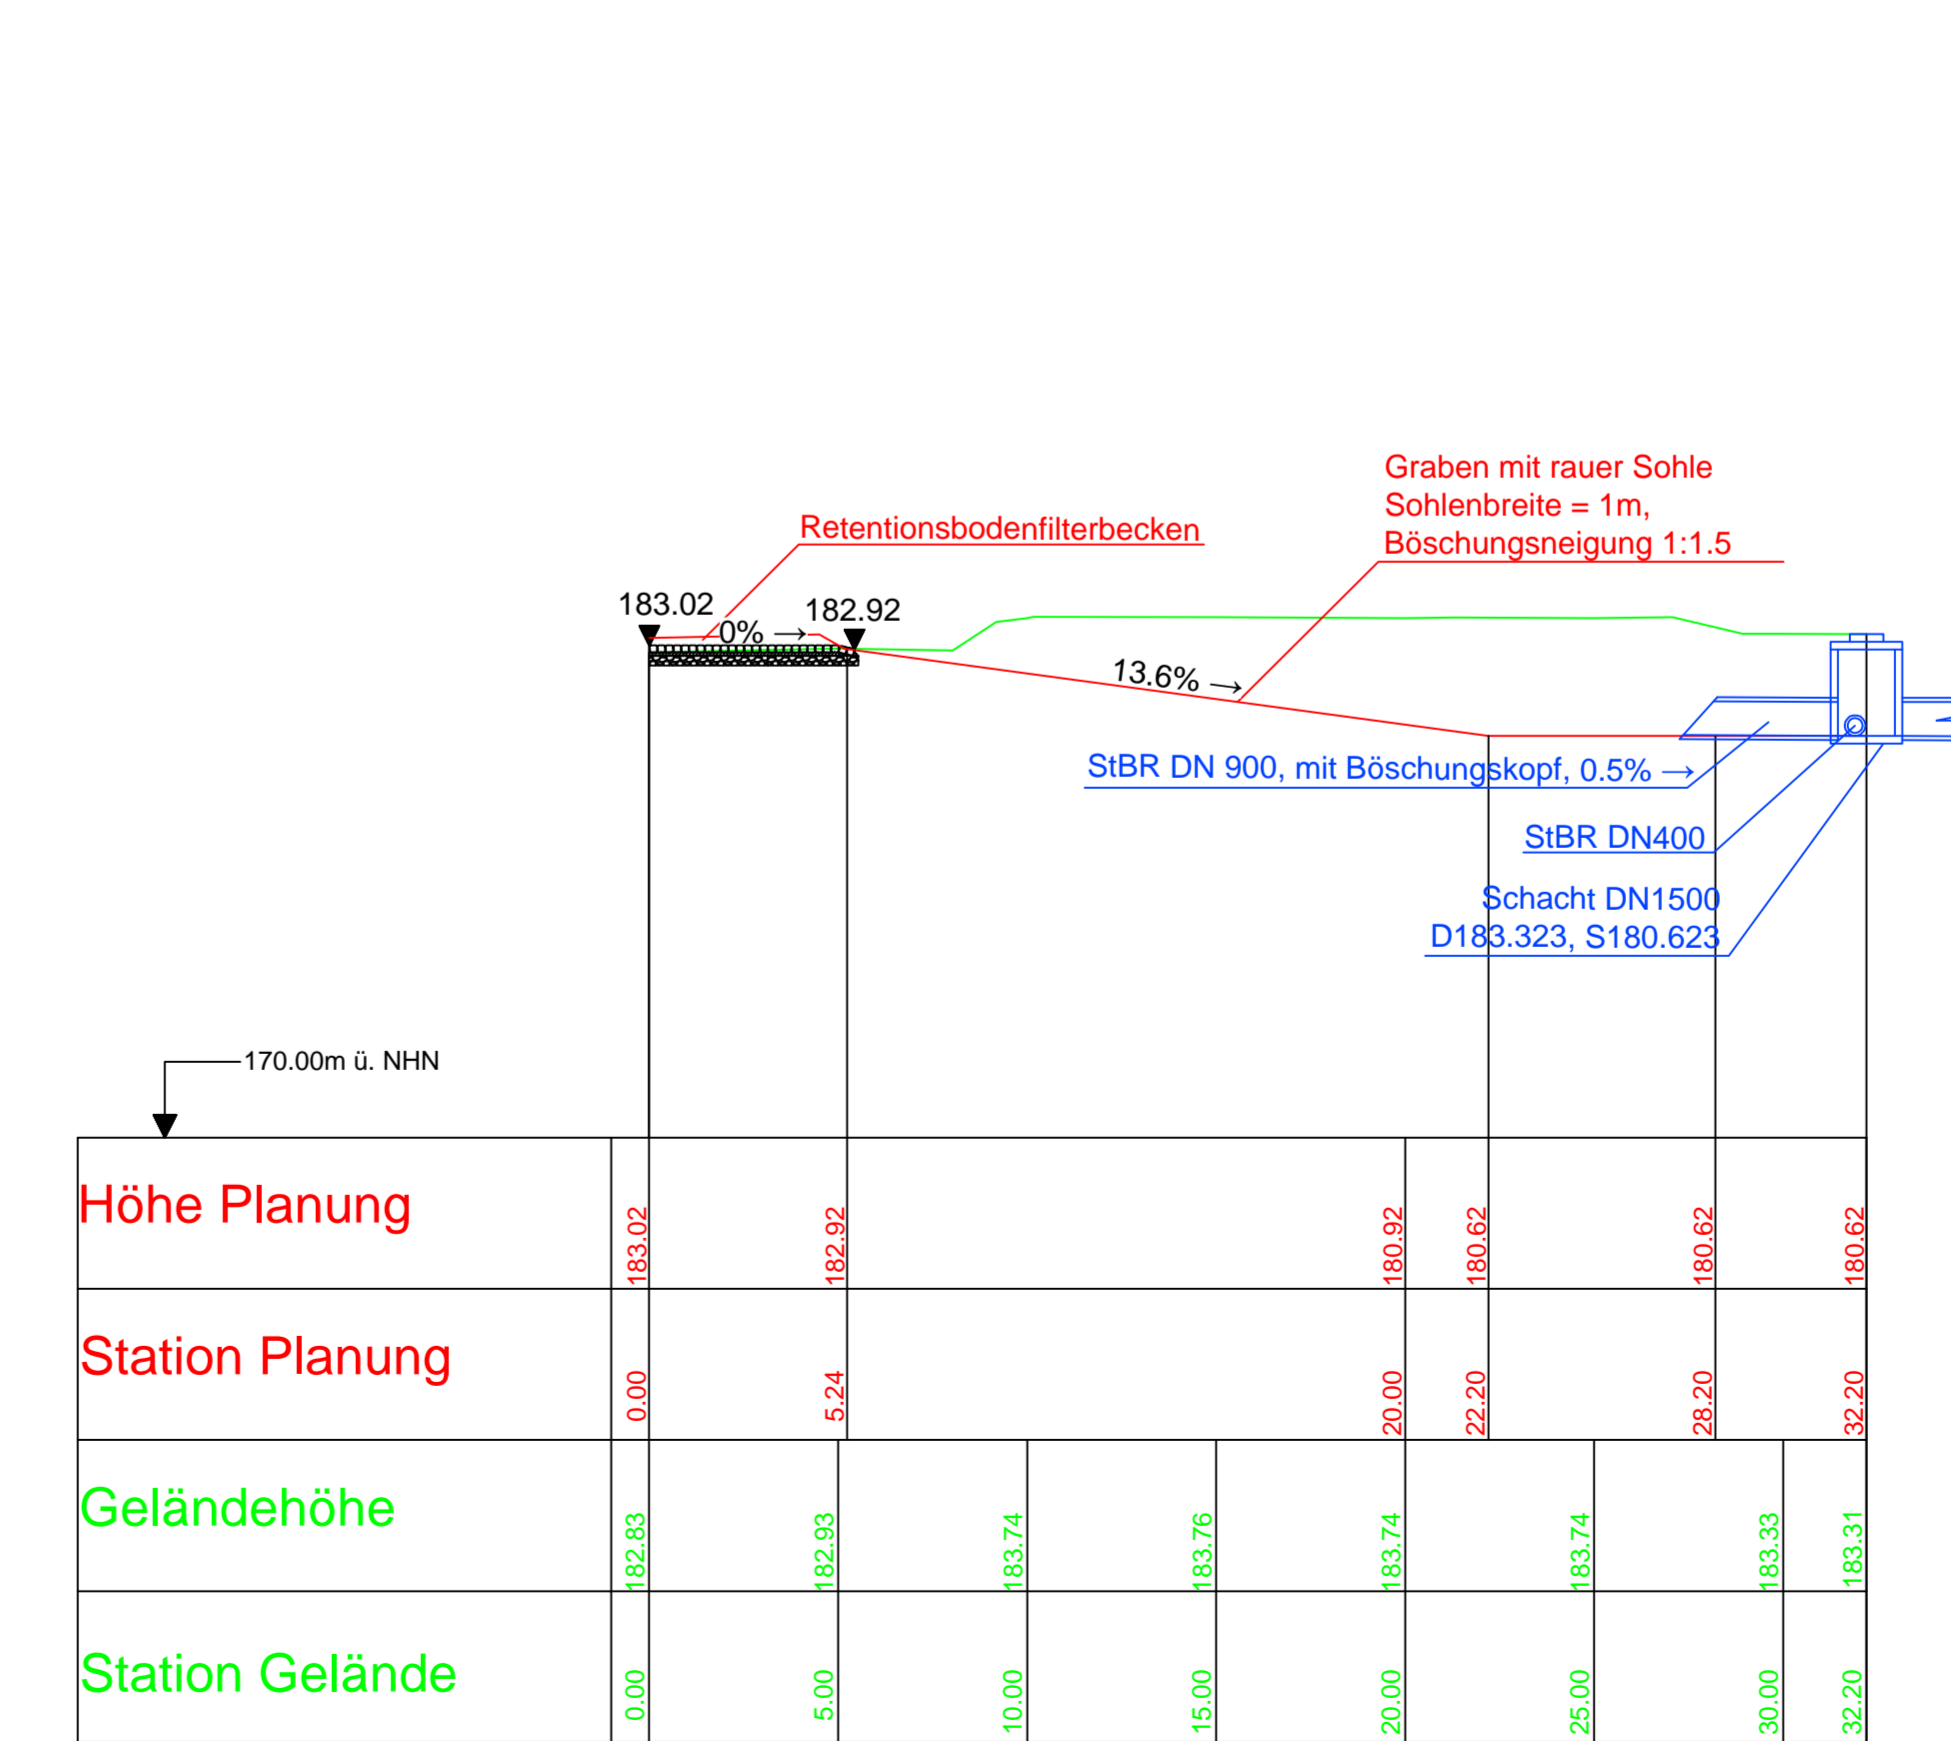 Graben mit rauer Sohle
Sohlenbreite = 1m,
Böschungsneigung 1:1.5
Retentionsbodenfilterbecken
183.02
182.92
0% →
13.6% →
StBR DN 900, mit Böschungskopf, 0.5% →
StBR DN400
Schacht DN1500
D183.323, S180.623
170.00m ü. NHN
Höhe Planung 183.02 182.92 180.92 180.62 180.62 180.62
Station Planung 0.00 5.24 20.00 22.20 28.20 32.20
Geländehöhe 182.83 182.93 183.74 183.76 183.74 183.74 183.33 183.31
Station Gelände 0.00 5.00 10.00 15.00 20.00 25.00 30.00 32.20